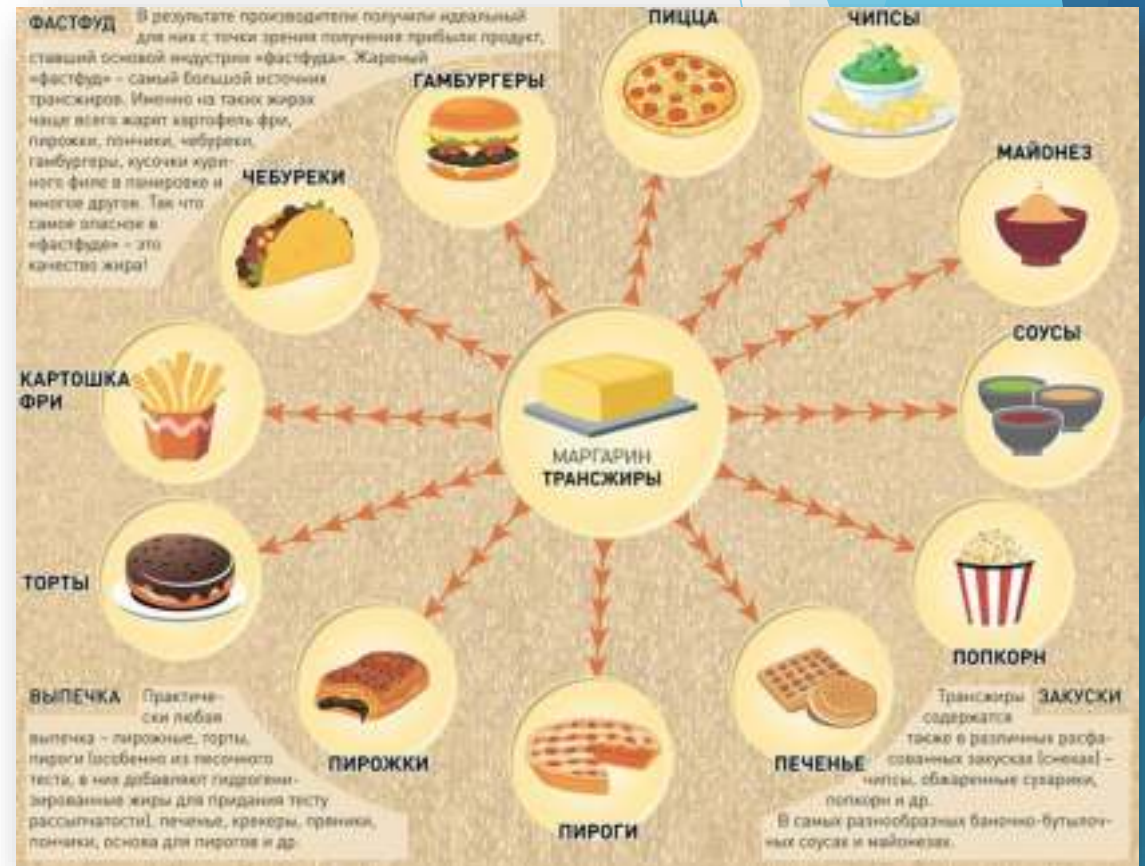 ФАСТФУД
В результате производители получили идеальный
для них с точки зрения получения прибыли продукт,
ставший основой индустрии «фастфуда». Жареный
«фастфуд» – самый большой источник
трансжиров. Именно на таких жирах
чаще всего жарят картофель фри,
пирожки, пончики, чебуреки,
гамбургеры, кусочки кури-
ного филе в панировке и
многое другое. Так что
самое опасное в
«фастфуде» – это
качество жира!
ГАМБУРГЕРЫ
ПИЦЦА
ЧИПСЫ
ЧЕБУРЕКИ
МАЙОНЕЗ
СОУСЫ
КАРТОШКА
ФРИ
МАРГАРИН
ТРАНСЖИРЫ
ТОРТЫ
ПОПКОРН
ПИРОЖКИ
ПИРОГИ
ПЕЧЕНЬЕ
ВЫПЕЧКА
Практиче-
ски любая
выпечка – пирожные, торты,
пироги (особенно из песочного
теста, в них добавляют гидрогени-
зированные жиры для придания тесту
рассыпчатости), печенье, крекеры, пряники,
пончики, основа для пирогов и др.
Трансжиры ЗАКУСКИ
содержатся
также в различных расфа-
сованных закусках (снеках) –
чипсы, обжаренные сухарики,
попкорн и др.
В самых разнообразных баночно-бутылоч-
ных соусах и майонезах.